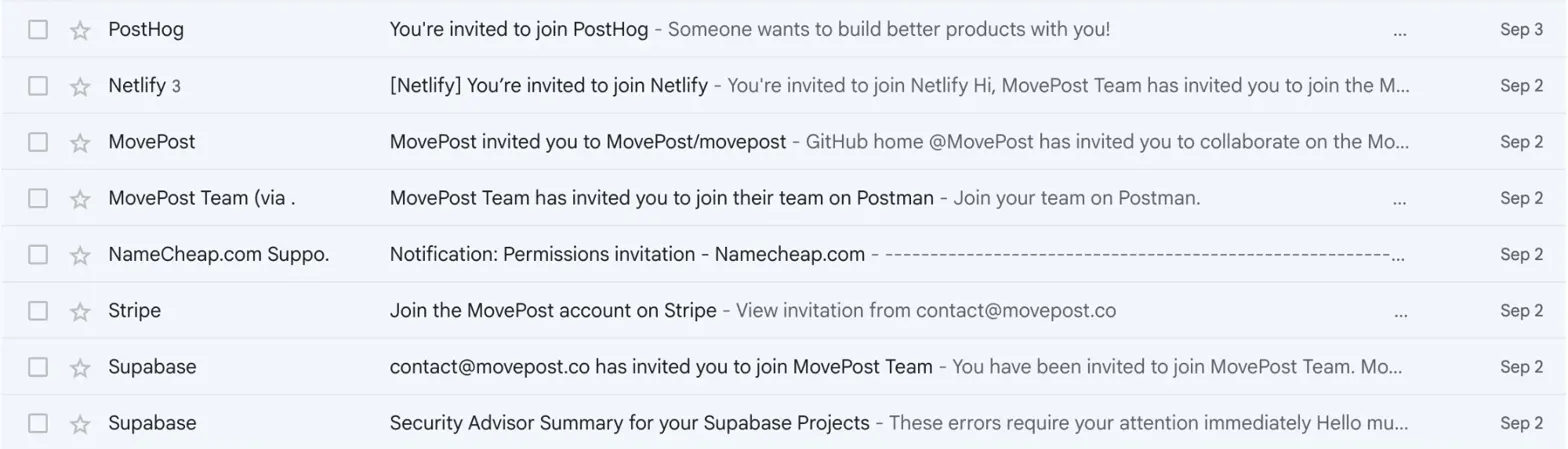 PostHog You're invited to join PostHog - Someone wants to build better products with you! ... Sep 3
Netlify 3 [Netlify] You’re invited to join Netlify - You're invited to join Netlify Hi, MovePost Team has invited you to join the M... Sep 2
MovePost MovePost invited you to MovePost/movepost - GitHub home @MovePost has invited you to collaborate on the Mo... Sep 2
MovePost Team (via . MovePost Team has invited you to join their team on Postman - Join your team on Postman. ... Sep 2
NameCheap.com Suppo. Notification: Permissions invitation - Namecheap.com - --------------------------------------------------------... Sep 2
Stripe Join the MovePost account on Stripe - View invitation from contact@movepost.co ... Sep 2
Supabase contact@movepost.co has invited you to join MovePost Team - You have been invited to join MovePost Team. Mo... Sep 2
Supabase Security Advisor Summary for your Supabase Projects - These errors require your attention immediately Hello mu... Sep 2